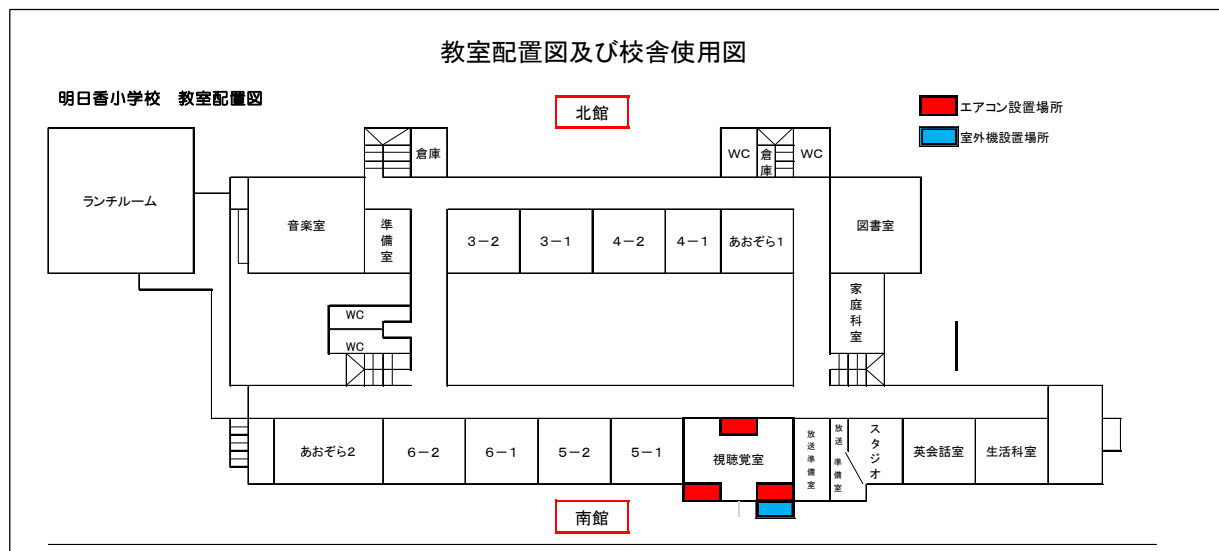 教室配置図及び校舎使用図
明日香小学校　教室配置図
北館
エアコン設置場所
室外機設置場所
倉庫
WC
倉庫
WC
ランチルーム
音楽室
準備室
3－2
3－1
4－2
4－1
あおぞら1
図書室
家庭科室
WC
WC
あおぞら2
6－2
6－1
5－2
5－1
視聴覚室
放送準備室
放送準備室
スタジオ
英会話室
生活科室
南館